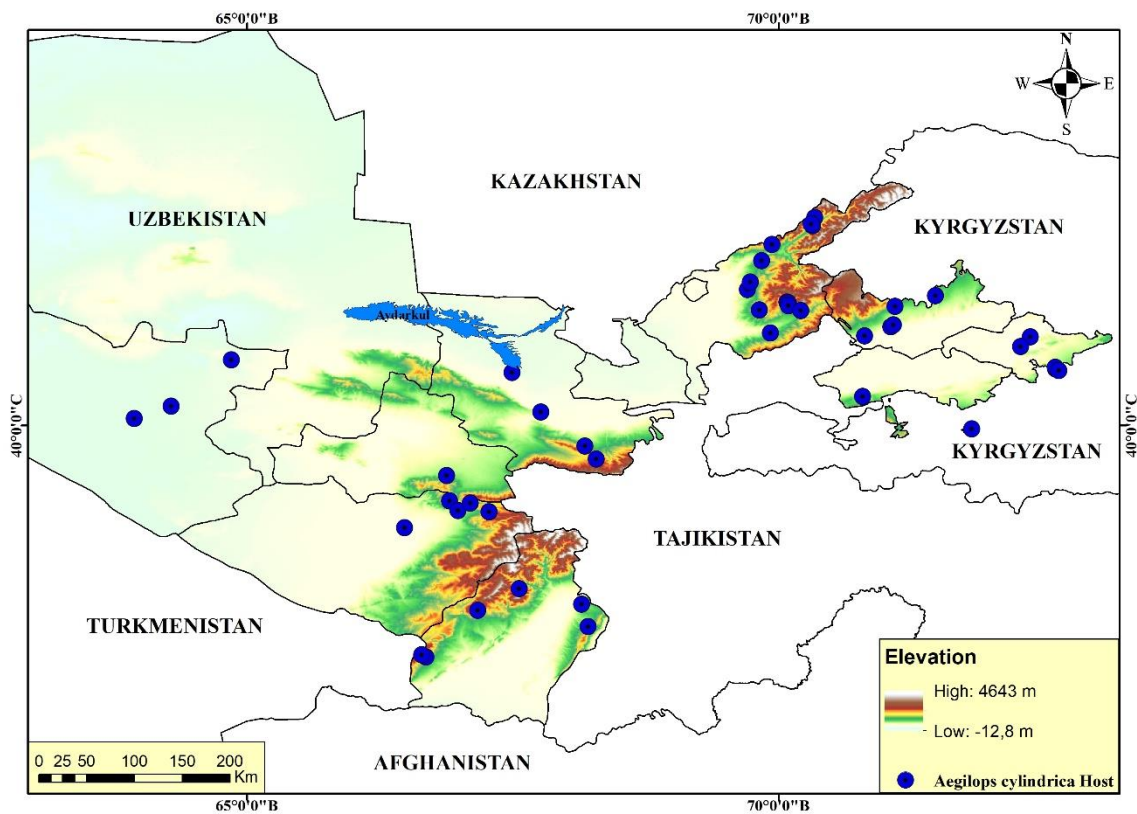 65°0'0"B 70°0'0"B
N
W E
S
KAZAKHSTAN
UZBEKISTAN
KYRGYZSTAN
Aydarkul
40°0'0"C 40°0'0"C
KYRGYZSTAN
TAJIKISTAN
TURKMENISTAN
Elevation
High: 4643 m
Low: -12,8 m
AFGHANISTAN
0 25 50 100 150 200
Km
Aegilops cylindrica Host
65°0'0"B 70°0'0"B